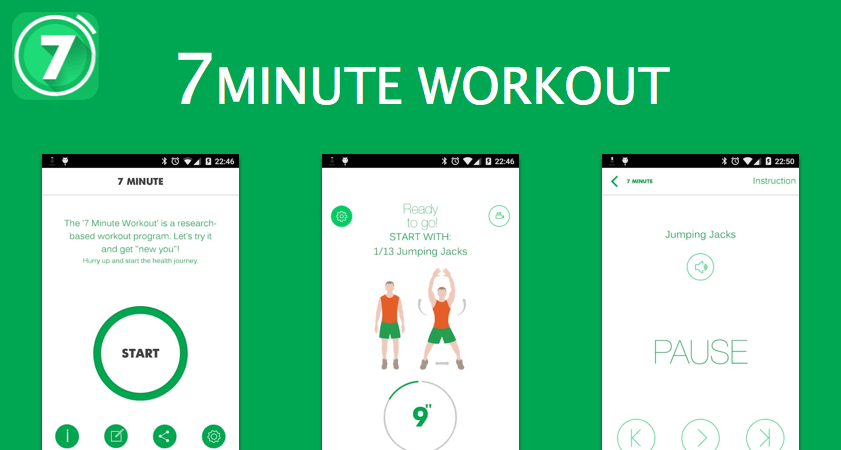 7
7MINUTE WORKOUT
22:46
7 MINUTE
The '7 Minute Workout' is a research-
based workout program. Let's try it
and get "new you"!
Hurry up and start the health journey.
START
i
22:46
Ready
to go!
START WITH:
1/13 Jumping Jacks
9"
22:50
7 MINUTE
Instruction
Jumping Jacks
PAUSE